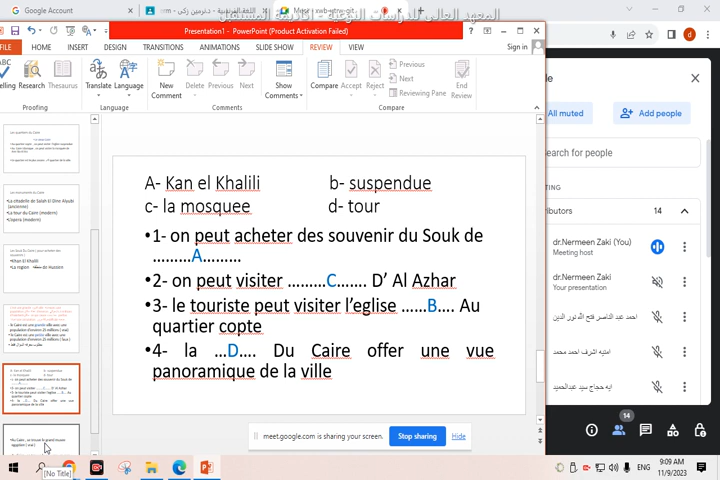 Google Account
المعهد العالي للدراسات النوعية - أكاديمية المستقبل
Presentation1 - PowerPoint (Product Activation Failed)
HOME INSERT DESIGN TRANSITIONS ANIMATIONS SLIDE SHOW REVIEW VIEW
Sign in
Research Thesaurus Translate Language New Comment Delete Previous Next Show Comments Compare Accept Reject Previous Next Reviewing Pane End Review
Proofing Language Comments Compare
A- Kan el Khalili b- suspendue
c- la mosquee d- tour
•1- on peut acheter des souvenir du Souk de
.........A.........
•2- on peut visiter .........C....... D' Al Azhar
•3- le touriste peut visiter l'eglise ......B.... Au
quartier copte
•4- la ...D.... Du Caire offer une vue
panoramique de la ville
meet.google.com is sharing your screen. Stop sharing Hide
All muted Add people
search for people
14
dr.Nermeen Zaki (You)
Meeting host
dr.Nermeen Zaki
Your presentation
احمد عبد الناصر فتح الله نور الدين
امنيه اشرف احمد محمد
ايه حجاج سيد عبدالحميد
14
[No Title]
ENG
9:09 AM
11/9/2023